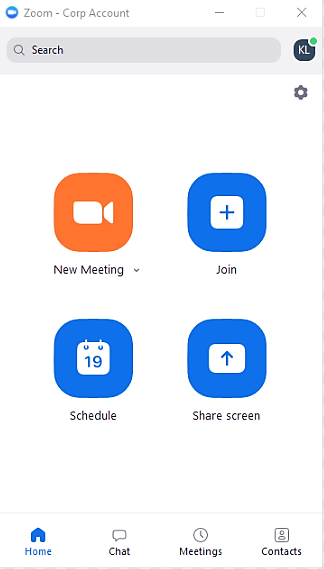 Zoom - Corp Account
Search
KL
New Meeting
Join
19
Schedule
Share screen
Home
Chat
Meetings
Contacts